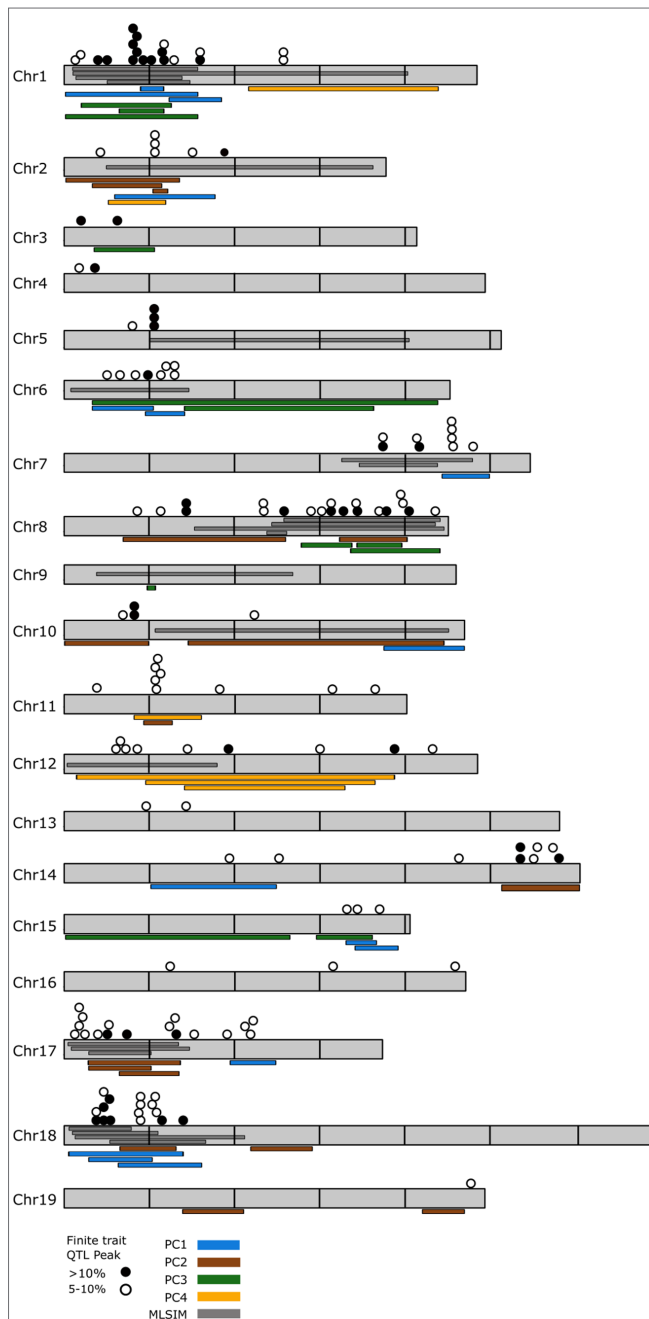 Chr1
Chr2
Chr3
Chr4
Chr5
Chr6
Chr7
Chr8
Chr9
Chr10
Chr11
Chr12
Chr13
Chr14
Chr15
Chr16
Chr17
Chr18
Chr19
Finite trait
QTL Peak
>10%
5-10%
PC1
PC2
PC3
PC4
MLSIM